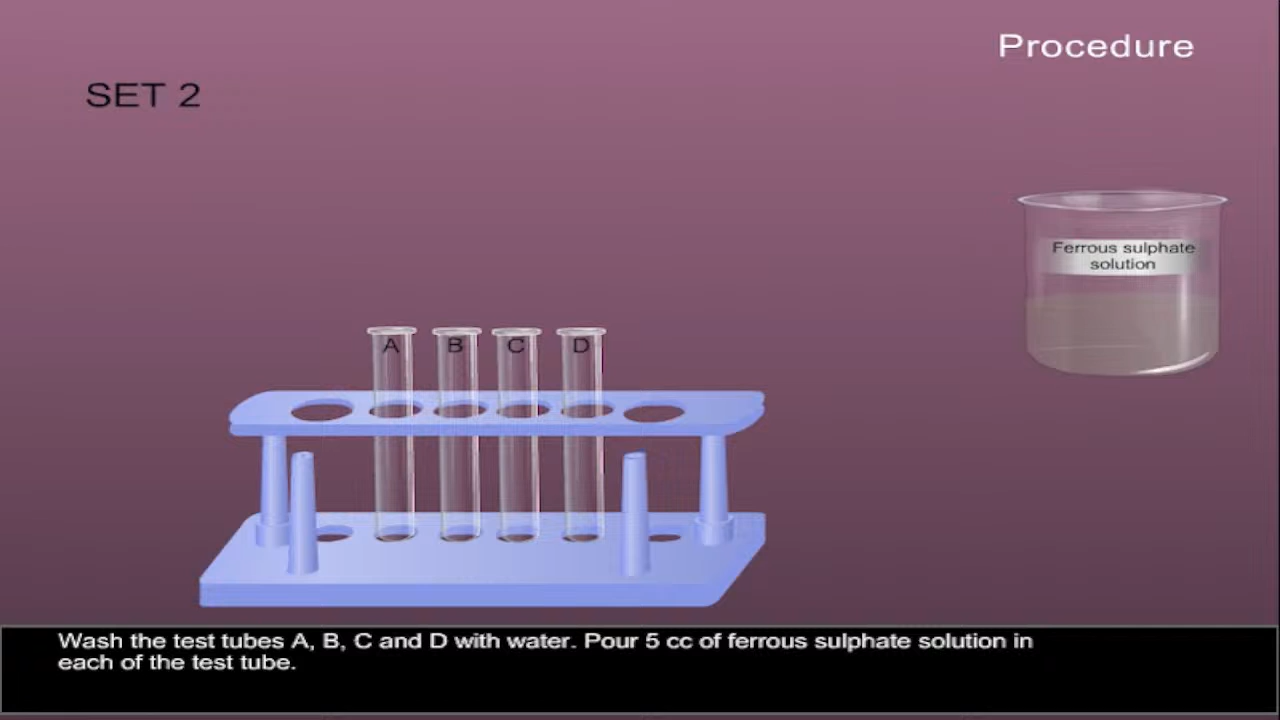 Procedure
SET 2
Ferrous sulphate
solution
A B C D
Wash the test tubes A, B, C and D with water. Pour 5 cc of ferrous sulphate solution in
each of the test tube.